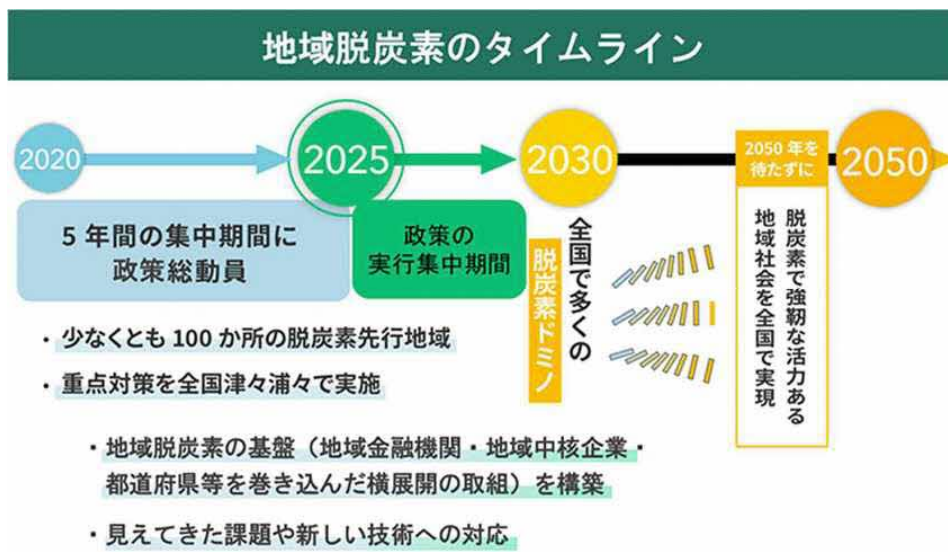 地域脱炭素のタイムライン
2020
2025
2030
2050年を
待たずに
2050
5年間の集中期間に
政策総動員
政策の
実行集中期間
全国で多くの
脱炭素ドミノ
脱炭素で強靭な活力ある
地域社会を全国で実現
・少なくとも100か所の脱炭素先行地域
・重点対策を全国津々浦々で実施
・地域脱炭素の基盤（地域金融機関・地域中核企業・
都道府県等を巻き込んだ横展開の取組）を構築
・見えてきた課題や新しい技術への対応